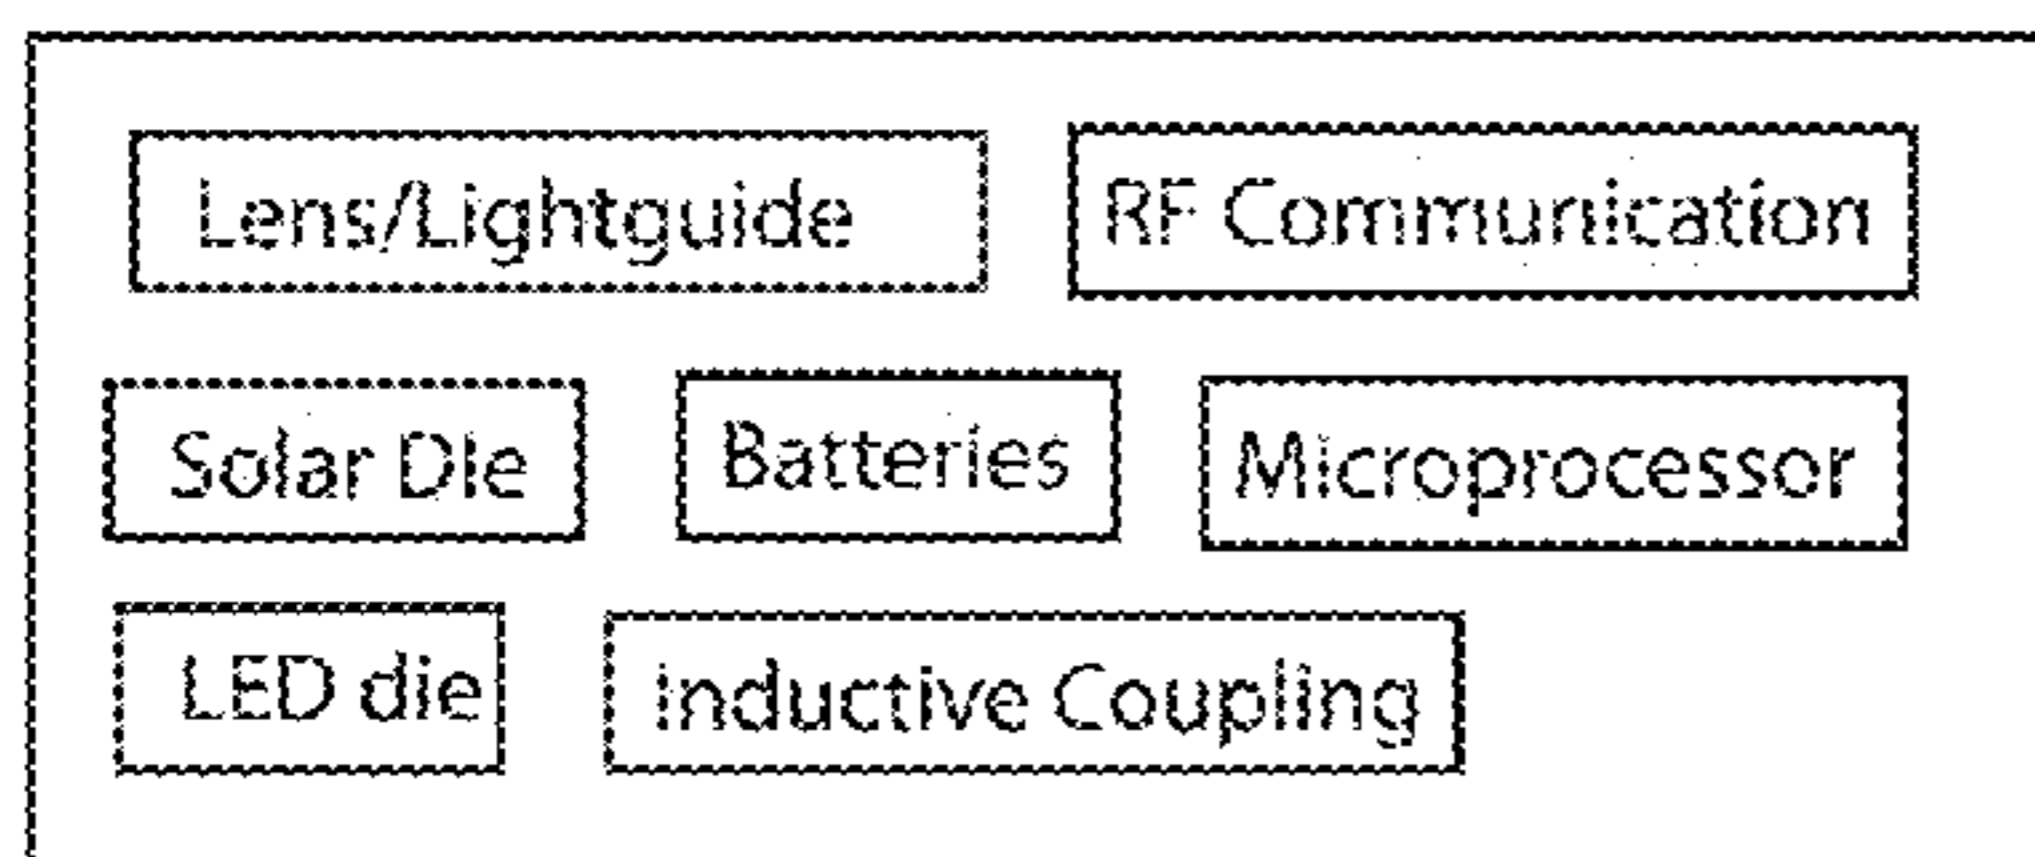 Lens/Lightguide RF Communication
Solar DIe Batteries Microprocessor
LED die Inductive Coupling